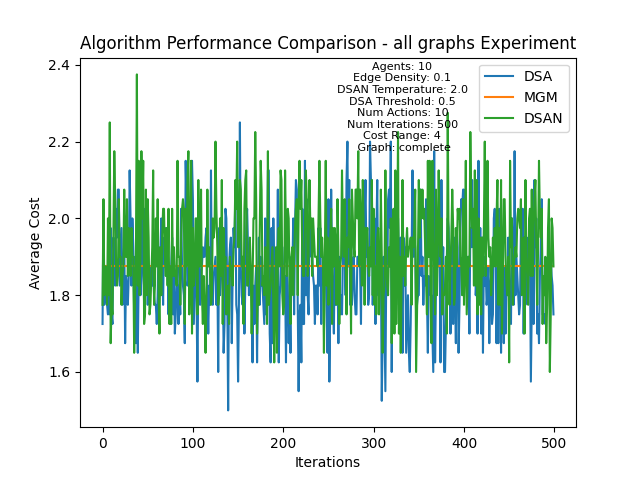 Algorithm Performance Comparison - all graphs Experiment
Agents: 10
Edge Density: 0.1
DSAN Temperature: 2.0
DSA Threshold: 0.5
Num Actions: 10
Num Iterations: 500
Cost Range: 4
Graph: complete
DSA
MGM
DSAN
Average Cost
2.4
2.2
2.0
1.8
1.6
0
100
200
300
400
500
Iterations